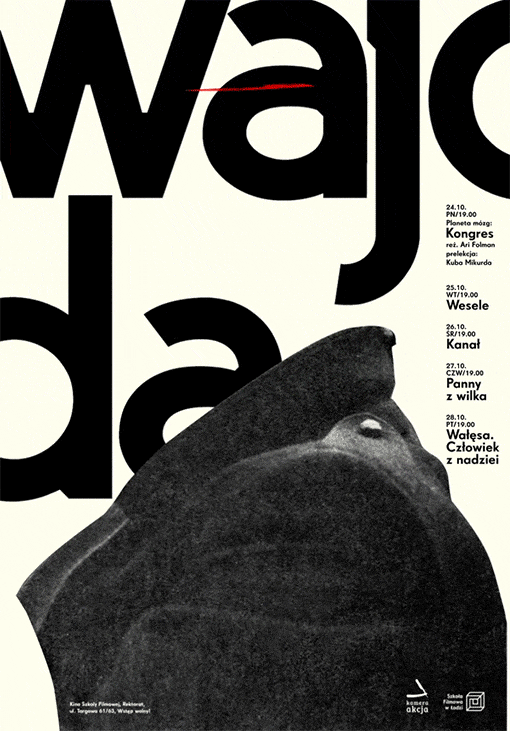 wajd
da
24.10.
PN/19.00
Planeta mózg:
Kongres
reż. Ari Folman
prelekcja:
Kuba Mikurda
25.10.
WT/19.00
Wesele
26.10.
ŚR/19.00
Kanał
27.10.
CZW/19.00
Panny
z wilka
28.10.
PT/19.00
Wałęsa.
Człowiek
z nadziei
Kino Szkoły Filmowej, Rektorat,
ul. Targowa 61/63, Wstęp wolny!
kamera
akcja
Szkoła
Filmowa
w Łodzi